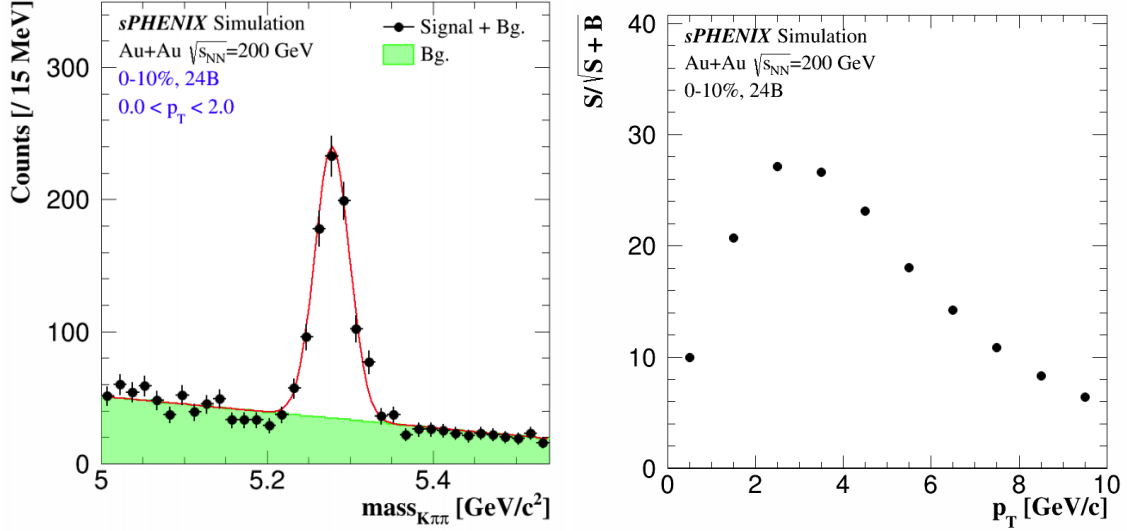 sPHENIX Simulation
Au+Au √sNN=200 GeV
0-10%, 24B
0.0 < pT < 2.0
Signal + Bg.
Bg.
Counts [/ 15 MeV]
300
200
100
0
5
5.2
5.4
massKππ [GeV/c²]
sPHENIX Simulation
Au+Au √sNN=200 GeV
0-10%, 24B
S/√S + B
40
30
20
10
0
0
2
4
6
8
10
pT [GeV/c]